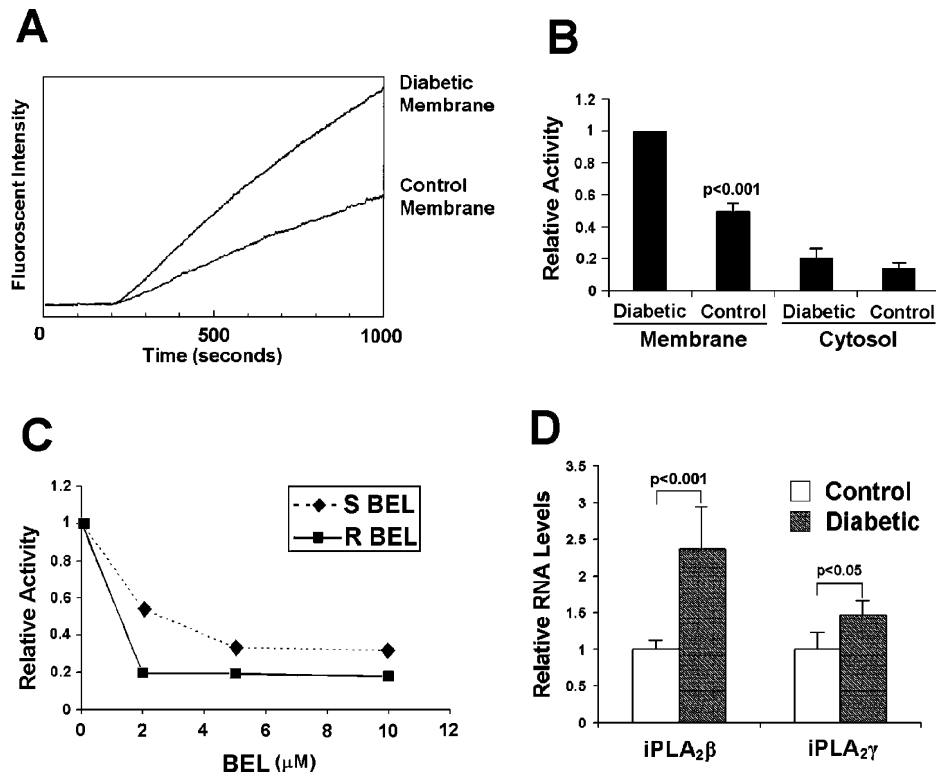 A
Fluoroscent Intensity
Diabetic
Membrane
Control
Membrane
0 500 1000
Time (seconds)
B
Relative Activity
1.2
1
0.8
0.6
0.4
0.2
0
p<0.001
Diabetic Control Diabetic Control
Membrane Cytosol
C
Relative Activity
1.2
1
0.8
0.6
0.4
0.2
0
S BEL
R BEL
0 2 4 6 8 10 12
BEL (μM)
D
Relative RNA Levels
3.5
3
2.5
2
1.5
1
0.5
0
p<0.001
p<0.05
Control
Diabetic
iPLA₂β iPLA₂γ